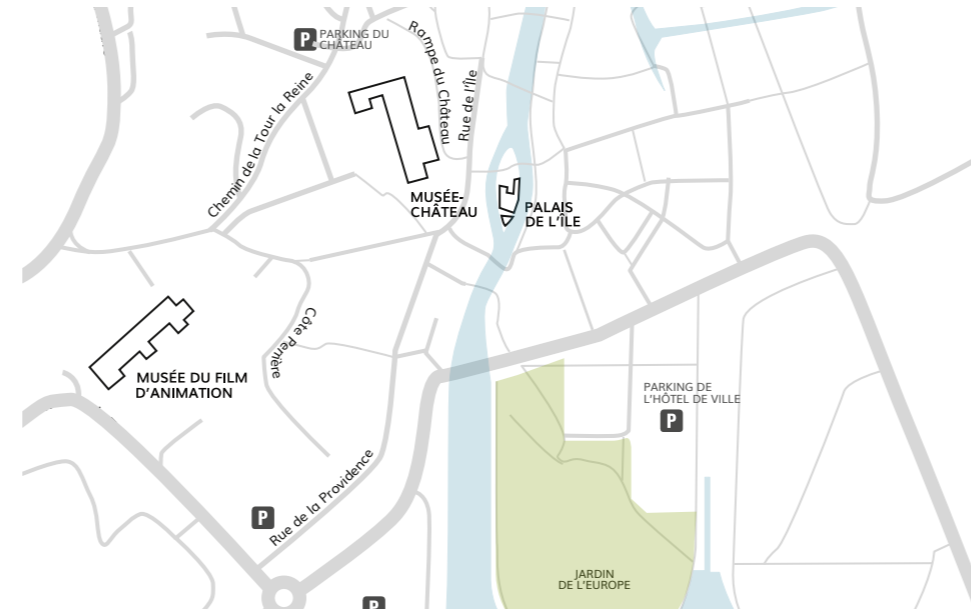 P PARKING DU
CHÂTEAU
Rampe du Château
Rue de l'Île
Chemin de la Tour la Reine
MUSÉE-
CHÂTEAU
PALAIS
DE L'ÎLE
Côte Perrière
MUSÉE DU FILM
D'ANIMATION
PARKING DE
L'HÔTEL DE VILLE
P
Rue de la Providence
P
JARDIN
DE L'EUROPE
P